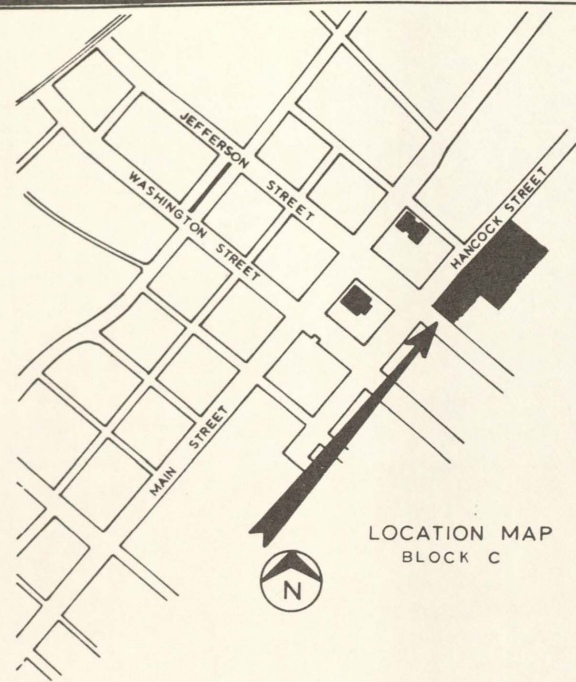 JEFFERSON STREET
WASHINGTON STREET
HANCOCK STREET
MAIN STREET
LOCATION MAP
BLOCK C
N